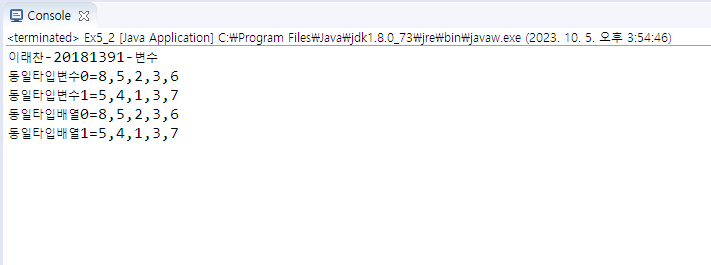 Console
<terminated> Ex5_2 [Java Application] C:₩Program Files₩Java₩jdk1.8.0_73₩jre₩bin₩javaw.exe (2023. 10. 5. 오후 3:54:46)
이래찬-20181391-변수
동일타입변수0=8,5,2,3,6
동일타입변수1=5,4,1,3,7
동일타입배열0=8,5,2,3,6
동일타입배열1=5,4,1,3,7